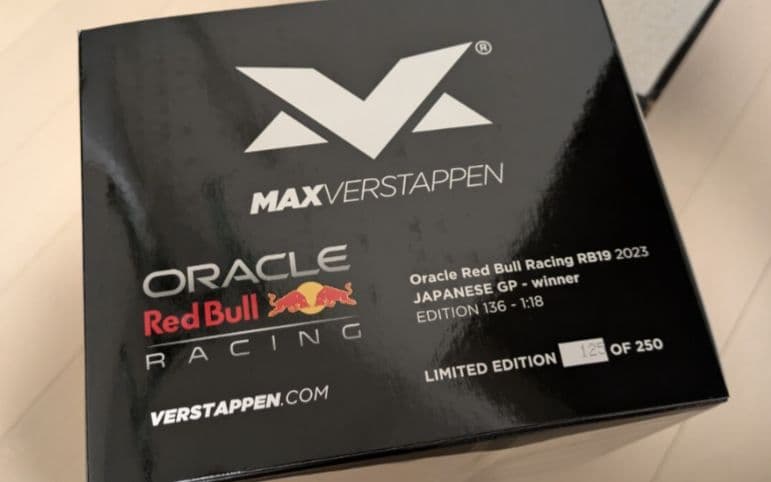 ®
MAXVERSTAPPEN
ORACLE
Red Bull
RACING
Oracle Red Bull Racing RB19 2023
JAPANESE GP - winner
EDITION 136 - 1:18
LIMITED EDITION 125 OF 250
VERSTAPPEN.COM